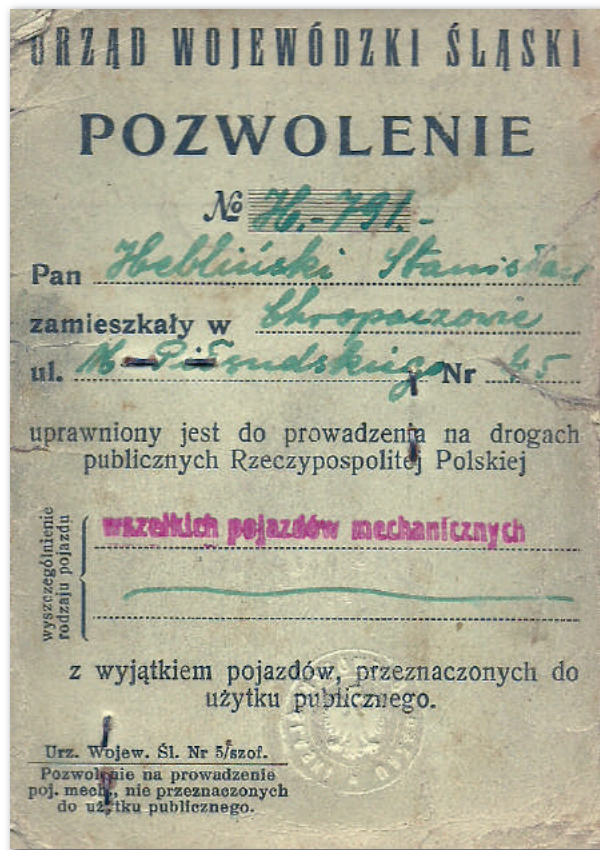 URZĄD WOJEWÓDZKI ŚLĄSKI
POZWOLENIE
№ H.-791.-
Pan Hebliński Stanisław
zamieszkały w Chropaczowie
ul. M. Piłsudskiego Nr 45
uprawniony jest do prowadzenia na drogach
publicznych Rzeczypospolitej Polskiej
wyszczególnienie
rodzaju pojazdu
wszelkich pojazdów mechanicznych
z wyjątkiem pojazdów, przeznaczonych do
użytku publicznego.
Urz. Wojew. Śl. Nr 5/szof.
Pozwolenie na prowadzenie
poj. mech., nie przeznaczonych
do użytku publicznego.